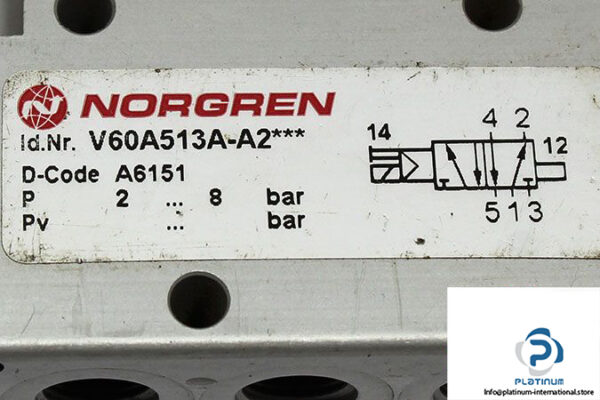 NORGREN
Id.Nr. V60A513A-A2***
D-Code A6151
P 2 ... 8 bar
Pv ... bar
14 4 2 12
5 1 3
PLATINUM
Info@platinum-international.store